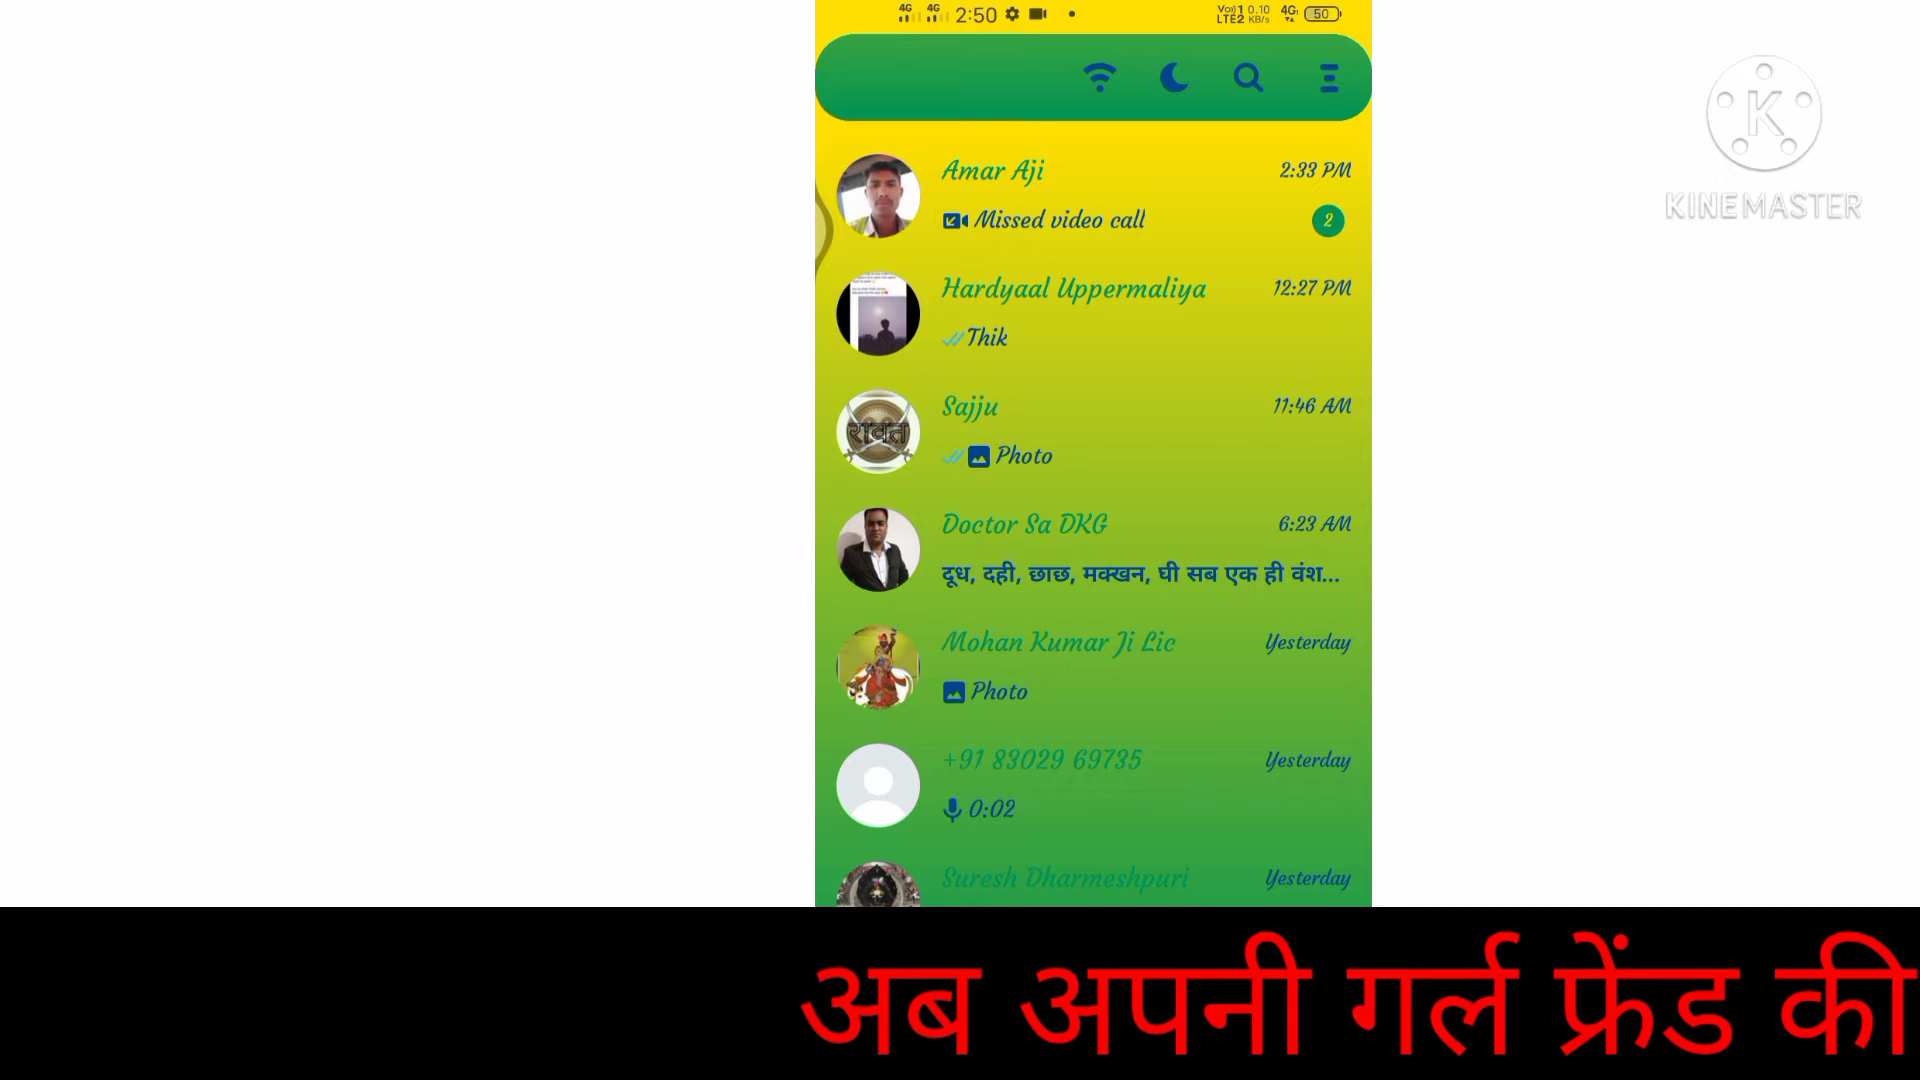 4G 4G 2:50 Vo)) 1 LTE2 0.10 KB/s 4G 50
Amar Aji 2:33 PM
Missed video call 2
Hardyaal Uppermaliya 12:27 PM
Thik
रावत
Sajju 11:46 AM
Photo
Doctor Sa DKG 6:23 AM
दूध, दही, छाछ, मक्खन, घी सब एक ही वंश...
Mohan Kumar Ji Lic Yesterday
Photo
+91 83029 69735 Yesterday
0:02
Suresh Dharmeshpuri Yesterday
K
KINEMASTER
अब अपनी गर्ल फ्रेंड की